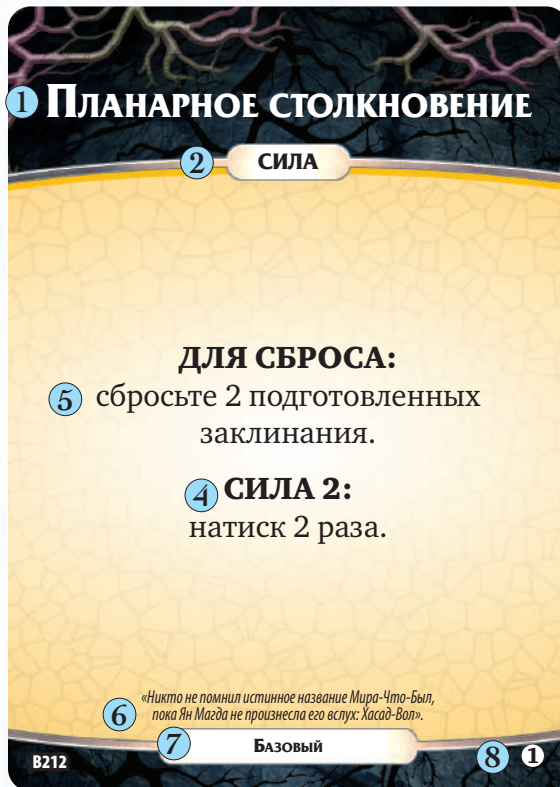 1 Планарное столкновение
2 СИЛА
ДЛЯ СБРОСА:
5 сбросьте 2 подготовленных
заклинания.
4 СИЛА 2:
натиск 2 раза.
«Никто не помнил истинное название Мира-Что-Был,
6 пока Ян Магда не произнесла его вслух: Хасад-Вол».
7 Базовый
B212 8 1